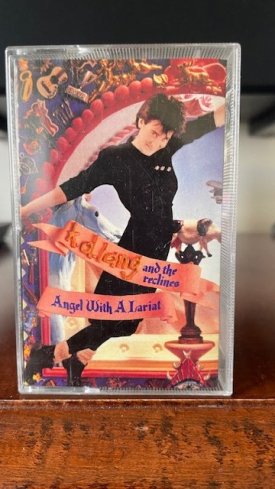 k.d. lang
and the
reclines
Angel With A Lariat